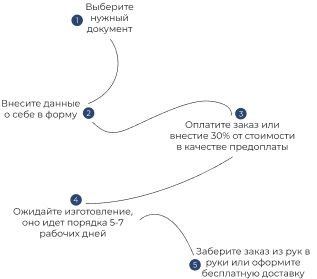 1 Выберите
нужный
документ
Внесите данные
о себе в форму 2
3
Оплатите заказ или
внестие 30% от стоимости
в качестве предоплаты
4
Ожидайте изготовление,
оно идет порядка 5-7
рабочих дней
Заберите заказ из рук в
5 руки или оформите
бесплатную доставку